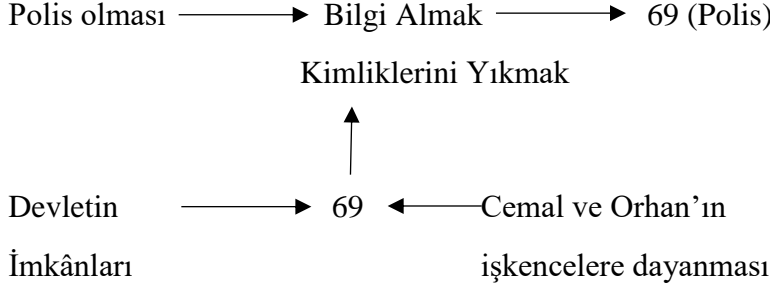 Polis olması Bilgi Almak 69 (Polis)
Kimliklerini Yıkmak
Devletin 69 Cemal ve Orhan’ın
İmkânları işkencelere dayanması